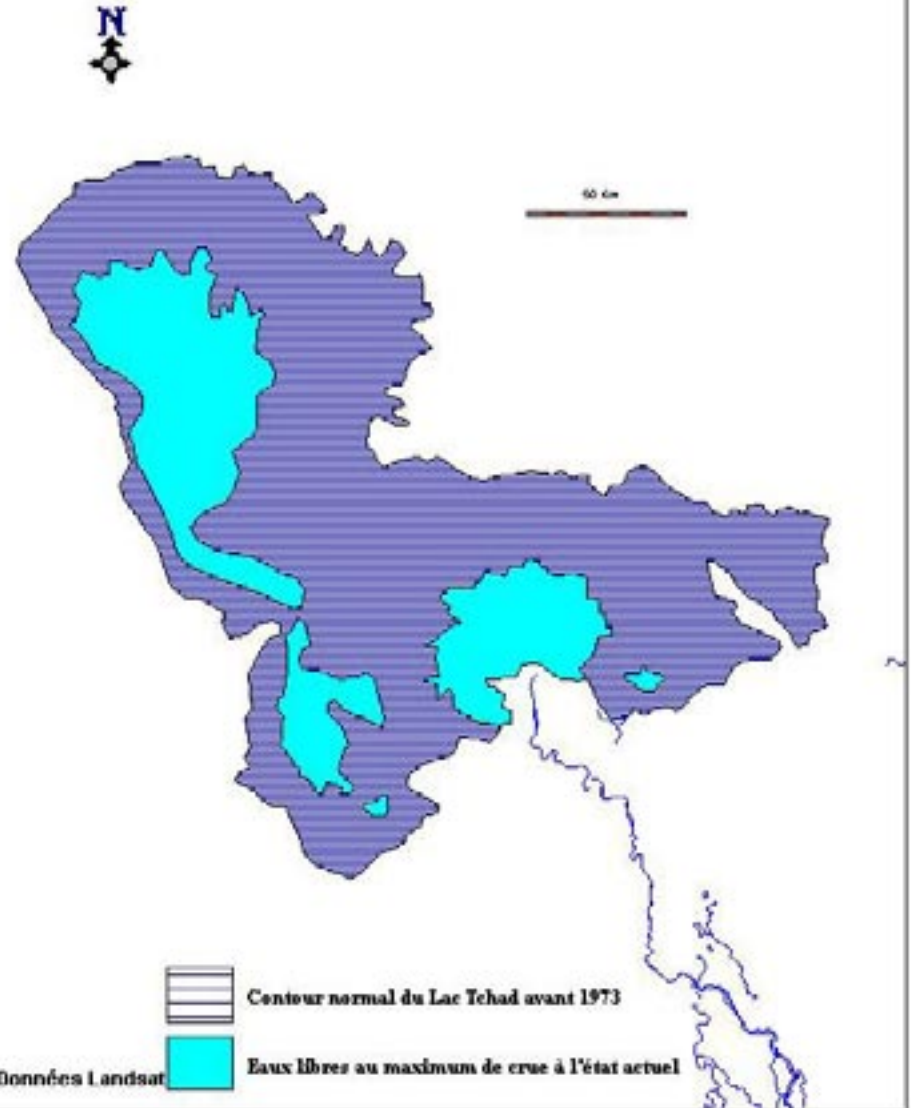 N
Contour normal du Lac Tchad avant 1973
Eaux libres au maximum de crue à l'état actuel
Données Landsat